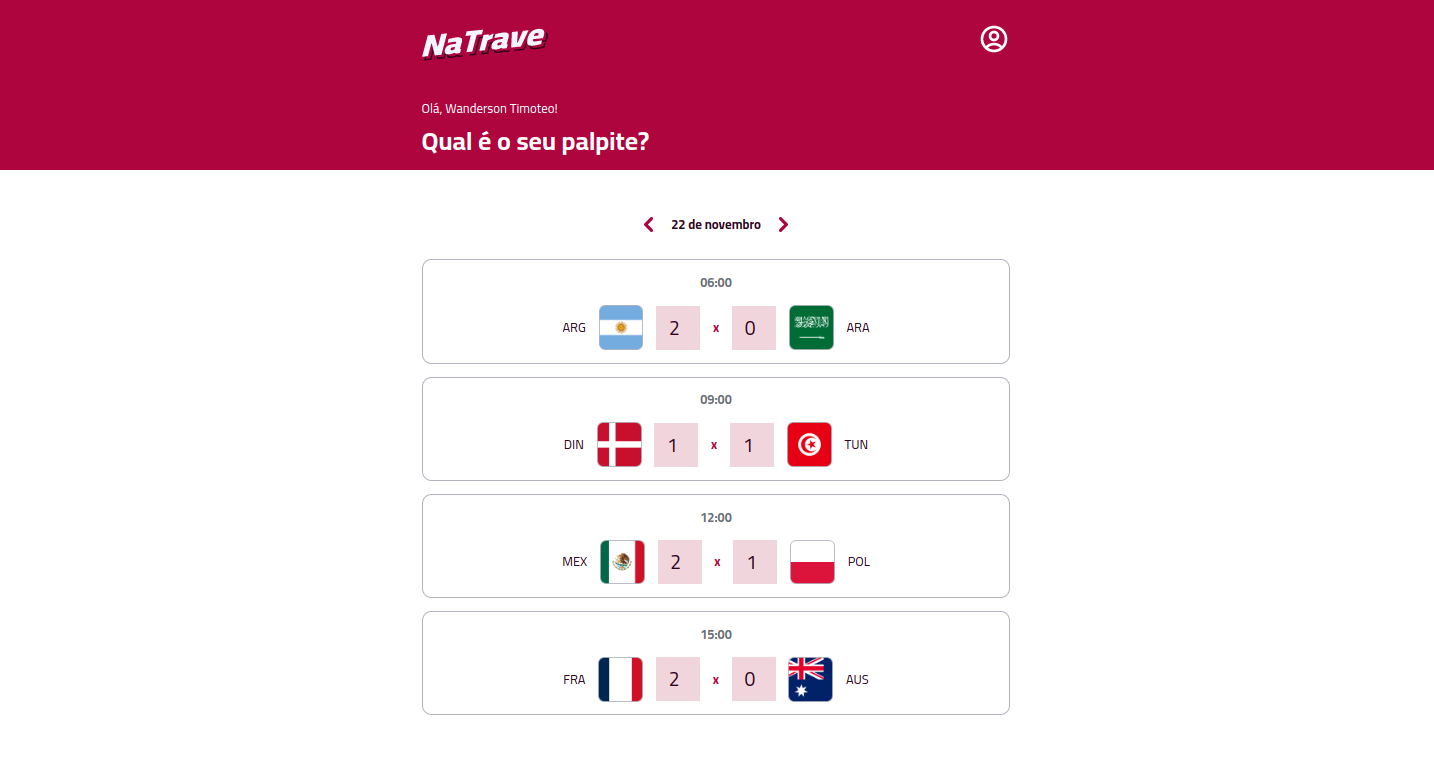 NaTrave
Olá, Wanderson Timoteo!
Qual é o seu palpite?
22 de novembro
06:00
ARG 2 x 0 ARA
09:00
DIN 1 x 1 TUN
12:00
MEX 2 x 1 POL
15:00
FRA 2 x 0 AUS